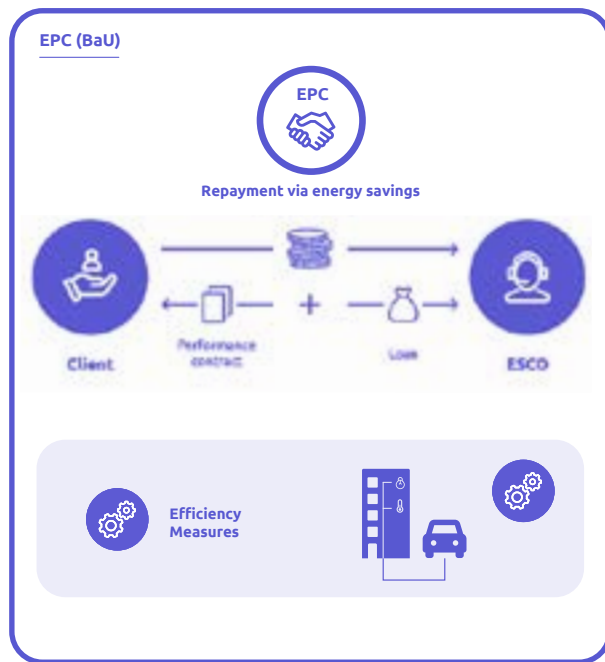 EPC (BaU)
EPC
Repayment via energy savings
Performance
contract
Loan
Client
ESCO
Efficiency
Measures